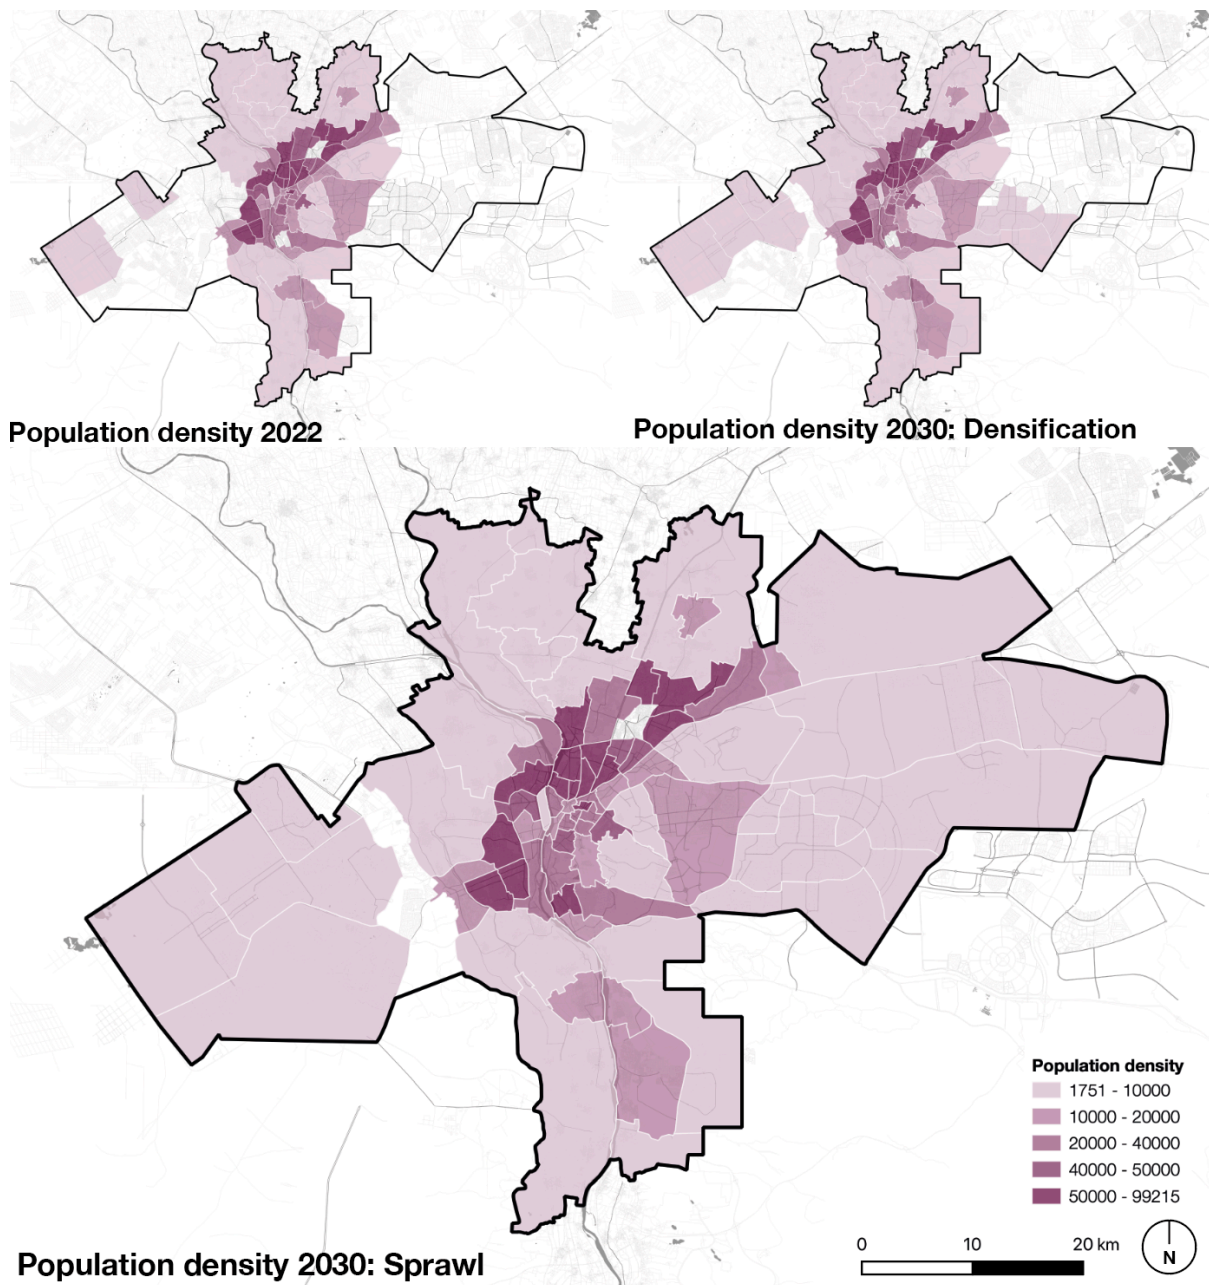 Population density 2022
Population density 2030: Densification
Population density
1751 - 10000
10000 - 20000
20000 - 40000
40000 - 50000
50000 - 99215
0 10 20 km
N
Population density 2030: Sprawl